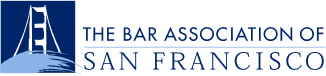 THE BAR ASSOCIATION OF
SAN FRANCISCO